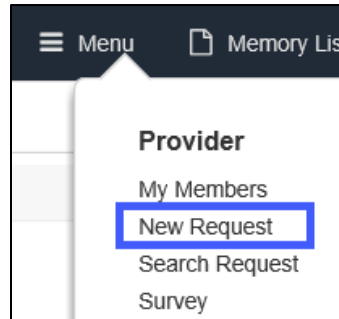 Menu Memory Lis
Provider
My Members
New Request
Search Request
Survey